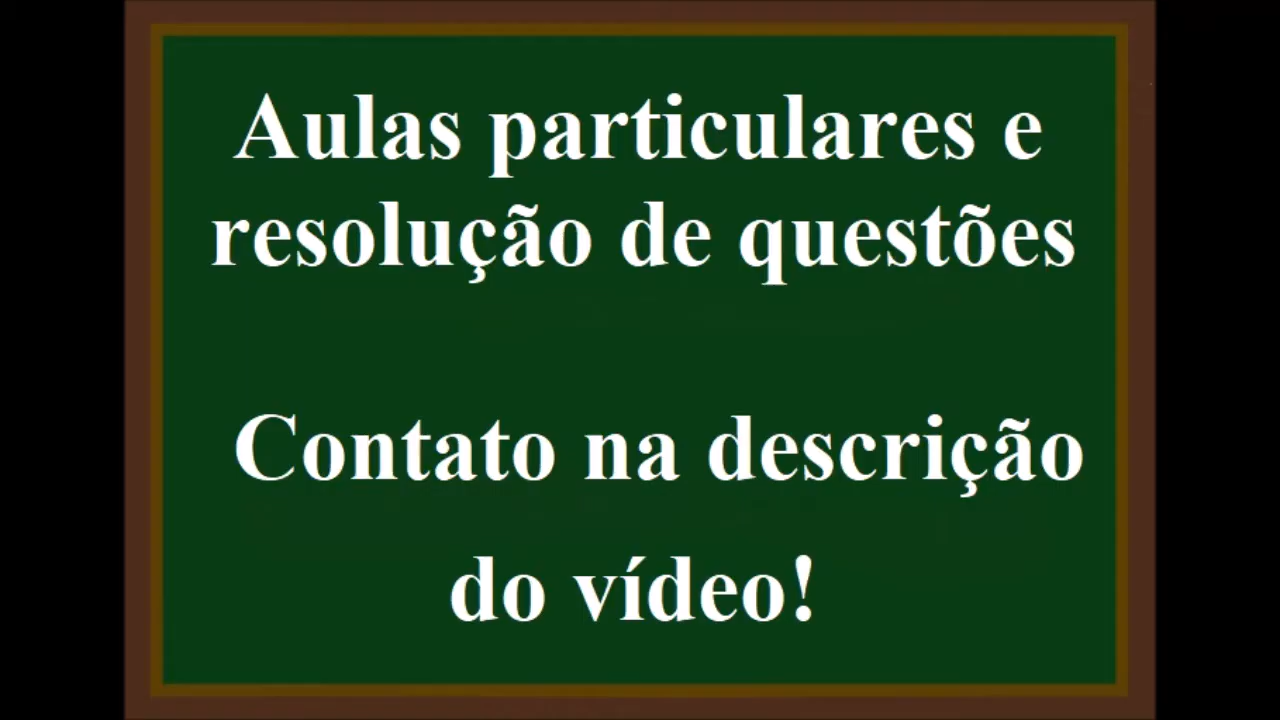 Aulas particulares e
resolução de questões
Contato na descrição
do vídeo!